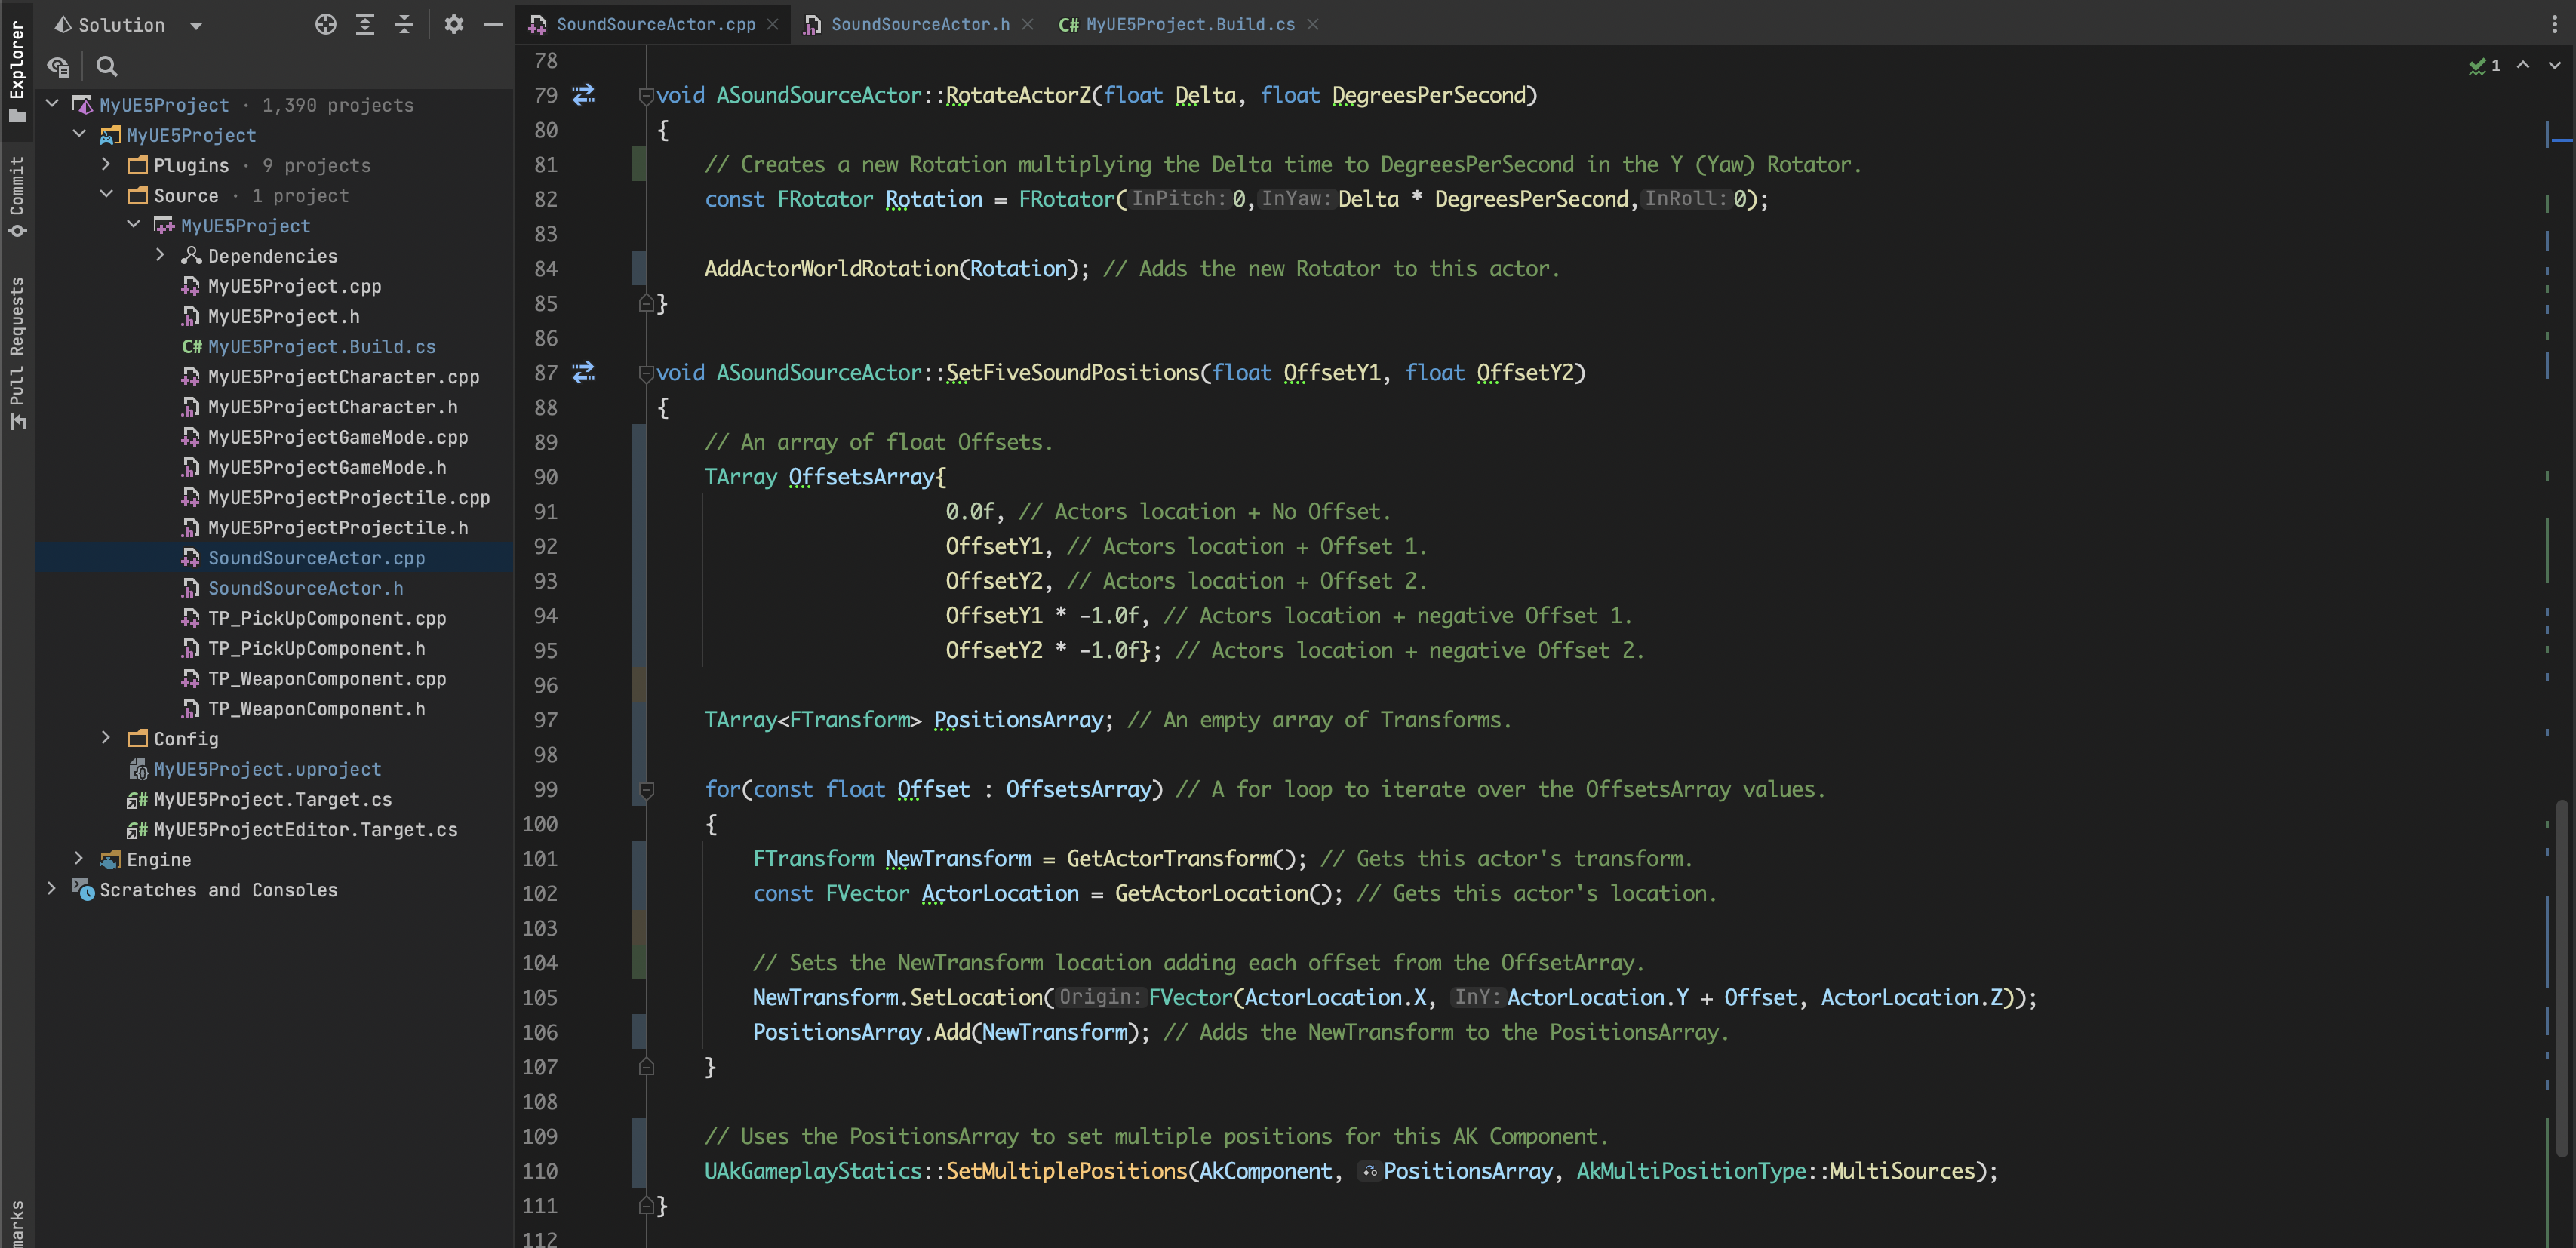 Solution
SoundSourceActor.cpp
SoundSourceActor.h
C# MyUE5Project.Build.cs
Explorer
Commit
Pull Requests
marks
MyUE5Project · 1,390 projects
MyUE5Project
Plugins · 9 projects
Source · 1 project
MyUE5Project
Dependencies
MyUE5Project.cpp
MyUE5Project.h
C# MyUE5Project.Build.cs
MyUE5ProjectCharacter.cpp
MyUE5ProjectCharacter.h
MyUE5ProjectGameMode.cpp
MyUE5ProjectGameMode.h
MyUE5ProjectProjectile.cpp
MyUE5ProjectProjectile.h
SoundSourceActor.cpp
SoundSourceActor.h
TP_PickUpComponent.cpp
TP_PickUpComponent.h
TP_WeaponComponent.cpp
TP_WeaponComponent.h
Config
MyUE5Project.uproject
MyUE5Project.Target.cs
MyUE5ProjectEditor.Target.cs
Engine
Scratches and Consoles
1
78
79 void ASoundSourceActor::RotateActorZ(float Delta, float DegreesPerSecond)
80 {
81 // Creates a new Rotation multiplying the Delta time to DegreesPerSecond in the Y (Yaw) Rotator.
82 const FRotator Rotation = FRotator( InPitch: 0, InYaw: Delta * DegreesPerSecond, InRoll: 0);
83
84 AddActorWorldRotation(Rotation); // Adds the new Rotator to this actor.
85 }
86
87 void ASoundSourceActor::SetFiveSoundPositions(float OffsetY1, float OffsetY2)
88 {
89 // An array of float Offsets.
90 TArray OffsetsArray{
91 0.0f, // Actors location + No Offset.
92 OffsetY1, // Actors location + Offset 1.
93 OffsetY2, // Actors location + Offset 2.
94 OffsetY1 * -1.0f, // Actors location + negative Offset 1.
95 OffsetY2 * -1.0f}; // Actors location + negative Offset 2.
96
97 TArray<FTransform> PositionsArray; // An empty array of Transforms.
98
99 for(const float Offset : OffsetsArray) // A for loop to iterate over the OffsetsArray values.
100 {
101 FTransform NewTransform = GetActorTransform(); // Gets this actor's transform.
102 const FVector ActorLocation = GetActorLocation(); // Gets this actor's location.
103
104 // Sets the NewTransform location adding each offset from the OffsetArray.
105 NewTransform.SetLocation( Origin: FVector(ActorLocation.X, InY: ActorLocation.Y + Offset, ActorLocation.Z));
106 PositionsArray.Add(NewTransform); // Adds the NewTransform to the PositionsArray.
107 }
108
109 // Uses the PositionsArray to set multiple positions for this AK Component.
110 UAkGameplayStatics::SetMultiplePositions(AkComponent, PositionsArray, AkMultiPositionType::MultiSources);
111 }
112